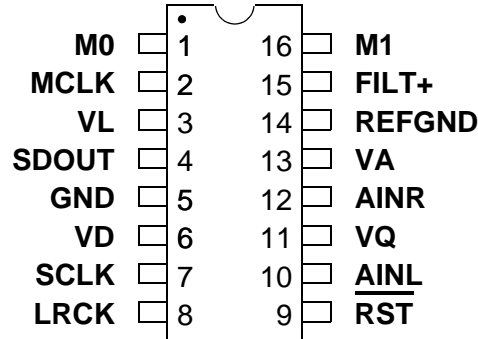 M0 1 16 M1
MCLK 2 15 FILT+
VL 3 14 REFGND
SDOUT 4 13 VA
GND 5 12 AINR
VD 6 11 VQ
SCLK 7 10 AINL
LRCK 8 9 RST